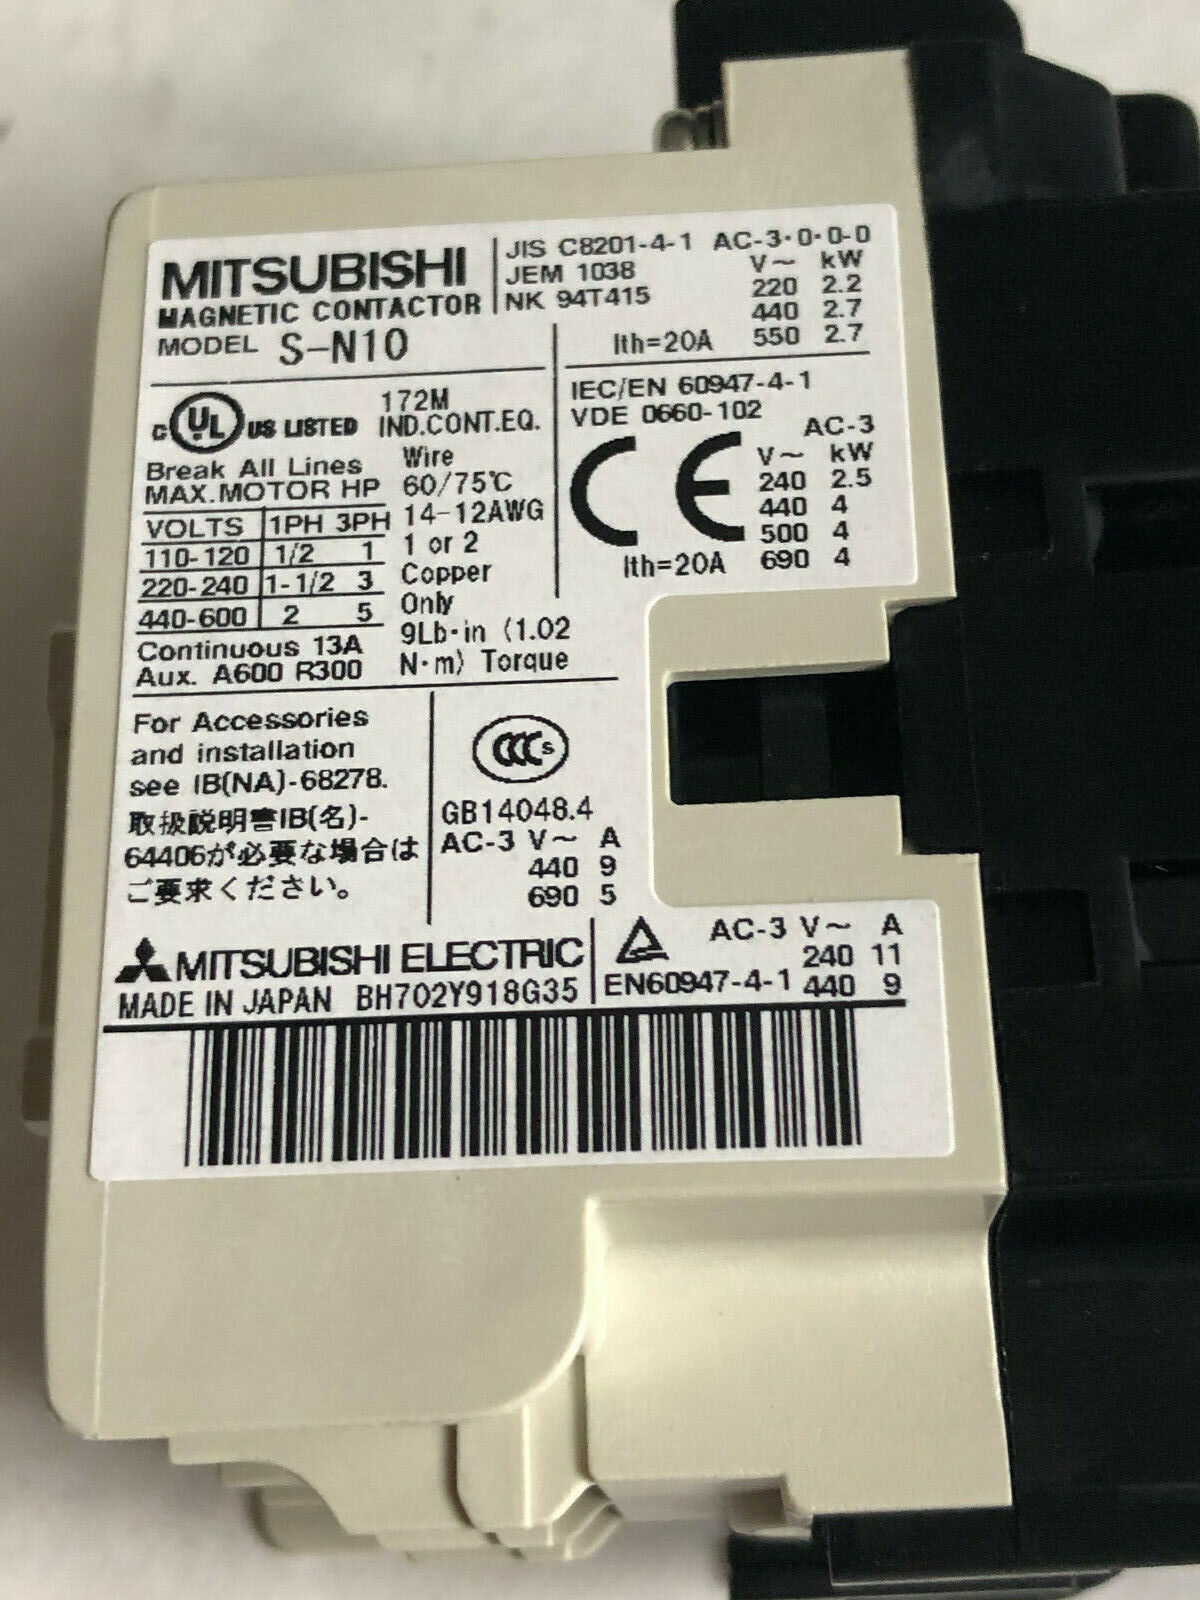 MITSUBISHI
MAGNETIC CONTACTOR
MODEL S-N10
JIS C8201-4-1 AC-3·0·0-0
JEM 1038 V~ kW
NK 94T415 220 2.2
440 2.7
Ith=20A 550 2.7
C UL US LISTED 172M
IND.CONT.EQ.
Break All Lines
MAX.MOTOR HP
VOLTS 1PH 3PH
110-120 1/2 1
220-240 1-1/2 3
440-600 2 5
Continuous 13A
Aux. A600 R300
Wire
60/75℃
14-12AWG
1 or 2
Copper
Only
9Lb·in (1.02
N·m) Torque
IEC/EN 60947-4-1
VDE 0660-102
AC-3
CE V~ kW
240 2.5
440 4
500 4
Ith=20A 690 4
For Accessories
and installation
see IB(NA)-68278.
取扱説明書IB(名)-
64406が必要な場合は
ご要求ください。
CCC S
GB14048.4
AC-3 V~ A
440 9
690 5
MITSUBISHI ELECTRIC
MADE IN JAPAN BH702Y918G35
AC-3 V~ A
240 11
EN60947-4-1 440 9